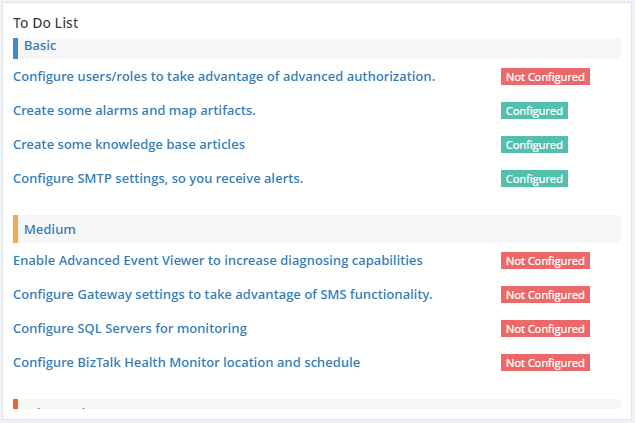 To Do List
Basic
Configure users/roles to take advantage of advanced authorization. Not Configured
Create some alarms and map artifacts. Configured
Create some knowledge base articles Configured
Configure SMTP settings, so you receive alerts. Configured
Medium
Enable Advanced Event Viewer to increase diagnosing capabilities Not Configured
Configure Gateway settings to take advantage of SMS functionality. Not Configured
Configure SQL Servers for monitoring Not Configured
Configure BizTalk Health Monitor location and schedule Not Configured